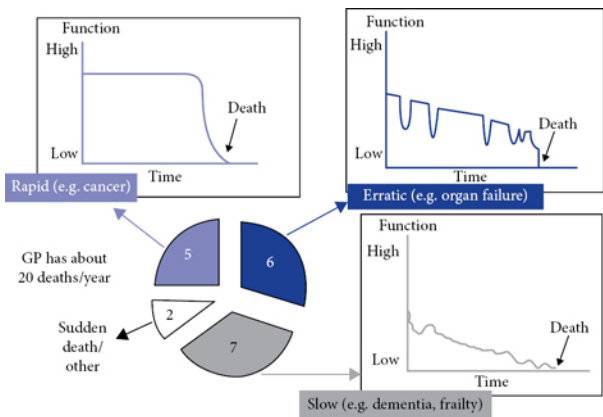 Function
High
Death
Low
Time
Rapid (e.g. cancer)
Function
High
Death
Low
Time
Erratic (e.g. organ failure)
GP has about
20 deaths/year
5
6
2
7
Sudden
death/
other
Function
High
Death
Low
Time
Slow (e.g. dementia, frailty)